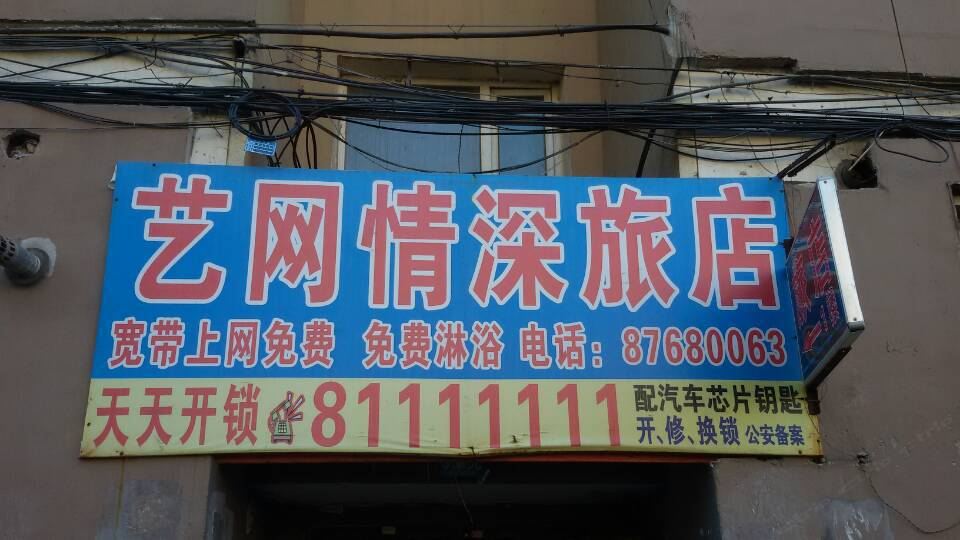 艺网情深旅店
宽带上网免费 免费淋浴 电话：87680063
天天开锁 81111111 配汽车芯片钥匙
开、修、换锁 公安备案